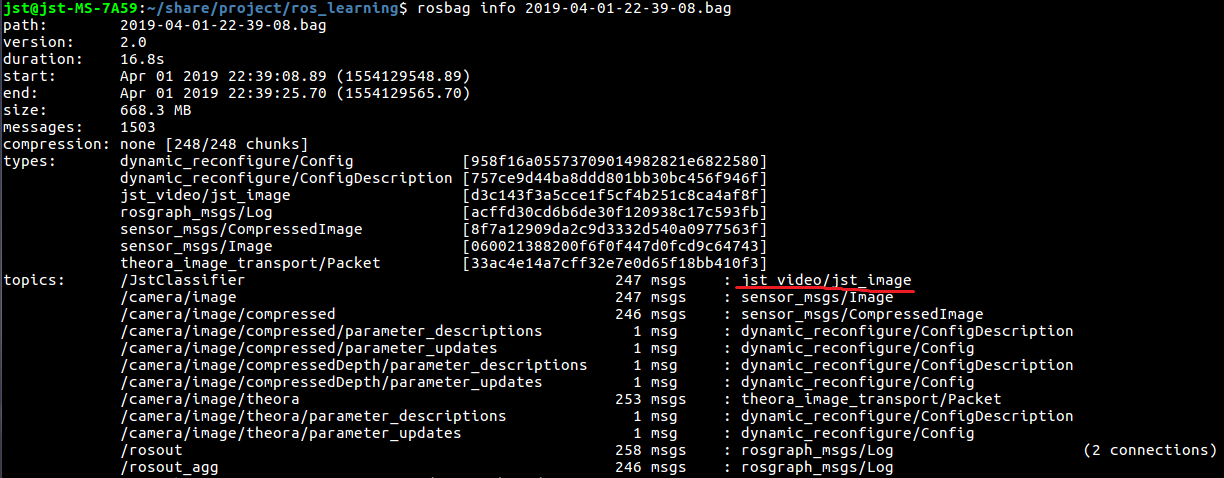 jst@jst-MS-7A59:~/share/project/ros_learning$ rosbag info 2019-04-01-22-39-08.bag
path:        2019-04-01-22-39-08.bag
version:     2.0
duration:    16.8s
start:       Apr 01 2019 22:39:08.89 (1554129548.89)
end:         Apr 01 2019 22:39:25.70 (1554129565.70)
size:        668.3 MB
messages:    1503
compression: none [248/248 chunks]
types:       dynamic_reconfigure/Config            [958f16a05573709014982821e6822580]
             dynamic_reconfigure/ConfigDescription [757ce9d44ba8ddd801bb30bc456f946f]
             jst_video/jst_image                   [d3c143f3a5cce1f5cf4b251c8ca4af8f]
             rosgraph_msgs/Log                     [acffd30cd6b6de30f120938c17c593fb]
             sensor_msgs/CompressedImage           [8f7a12909da2c9d3332d540a0977563f]
             sensor_msgs/Image                     [060021388200f6f0f447d0fcd9c64743]
             theora_image_transport/Packet         [33ac4e14a7cff32e7e0d65f18bb410f3]
topics:      /JstClassifier                                         247 msgs    : jst_video/jst_image
             /camera/image                                          247 msgs    : sensor_msgs/Image
             /camera/image/compressed                               246 msgs    : sensor_msgs/CompressedImage
             /camera/image/compressed/parameter_descriptions          1 msg     : dynamic_reconfigure/ConfigDescription
             /camera/image/compressed/parameter_updates               1 msg     : dynamic_reconfigure/Config
             /camera/image/compressedDepth/parameter_descriptions     1 msg     : dynamic_reconfigure/ConfigDescription
             /camera/image/compressedDepth/parameter_updates          1 msg     : dynamic_reconfigure/Config
             /camera/image/theora                                   253 msgs    : theora_image_transport/Packet
             /camera/image/theora/parameter_descriptions              1 msg     : dynamic_reconfigure/ConfigDescription
             /camera/image/theora/parameter_updates                   1 msg     : dynamic_reconfigure/Config
             /rosout                                                258 msgs    : rosgraph_msgs/Log                     (2 connections)
             /rosout_agg                                            246 msgs    : rosgraph_msgs/Log